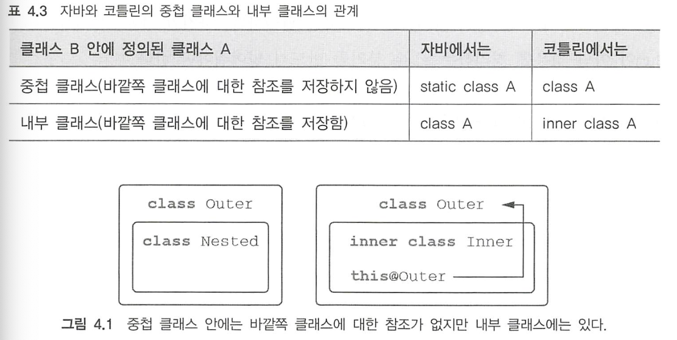 표 4.3 자바와 코틀린의 중첩 클래스와 내부 클래스의 관계
클래스 B 안에 정의된 클래스 A 자바에서는 코틀린에서는
중첩 클래스(바깥쪽 클래스에 대한 참조를 저장하지 않음) static class A class A
내부 클래스(바깥쪽 클래스에 대한 참조를 저장함) class A inner class A
class Outer
class Nested
class Outer
inner class Inner
this@Outer
그림 4.1 중첩 클래스 안에는 바깥쪽 클래스에 대한 참조가 없지만 내부 클래스에는 있다.